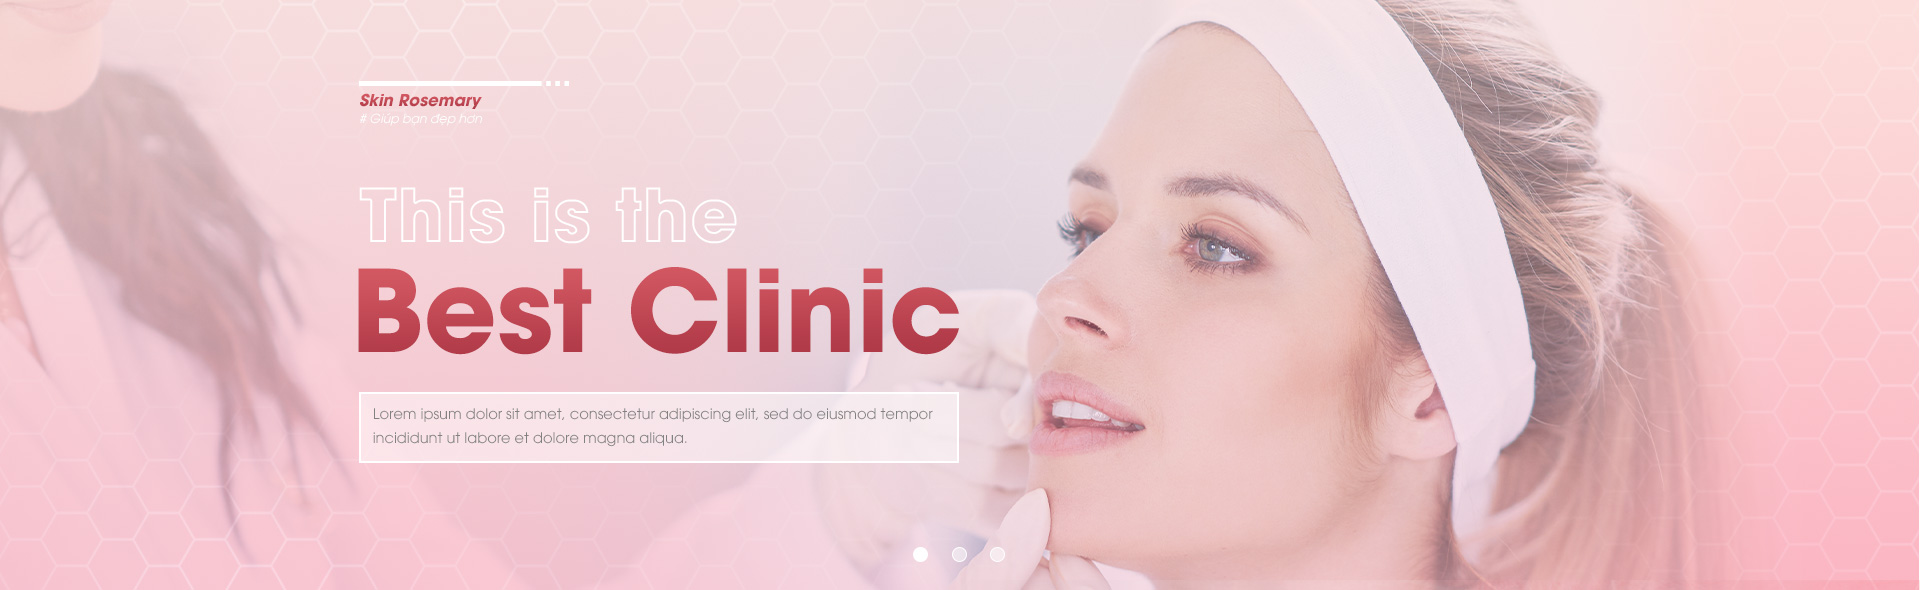 Skin Rosemary
# Giúp bạn đẹp hơn
This is the
Best Clinic
Lorem ipsum dolor sit amet, consectetur adipiscing elit, sed do eiusmod tempor
incididunt ut labore et dolore magna aliqua.